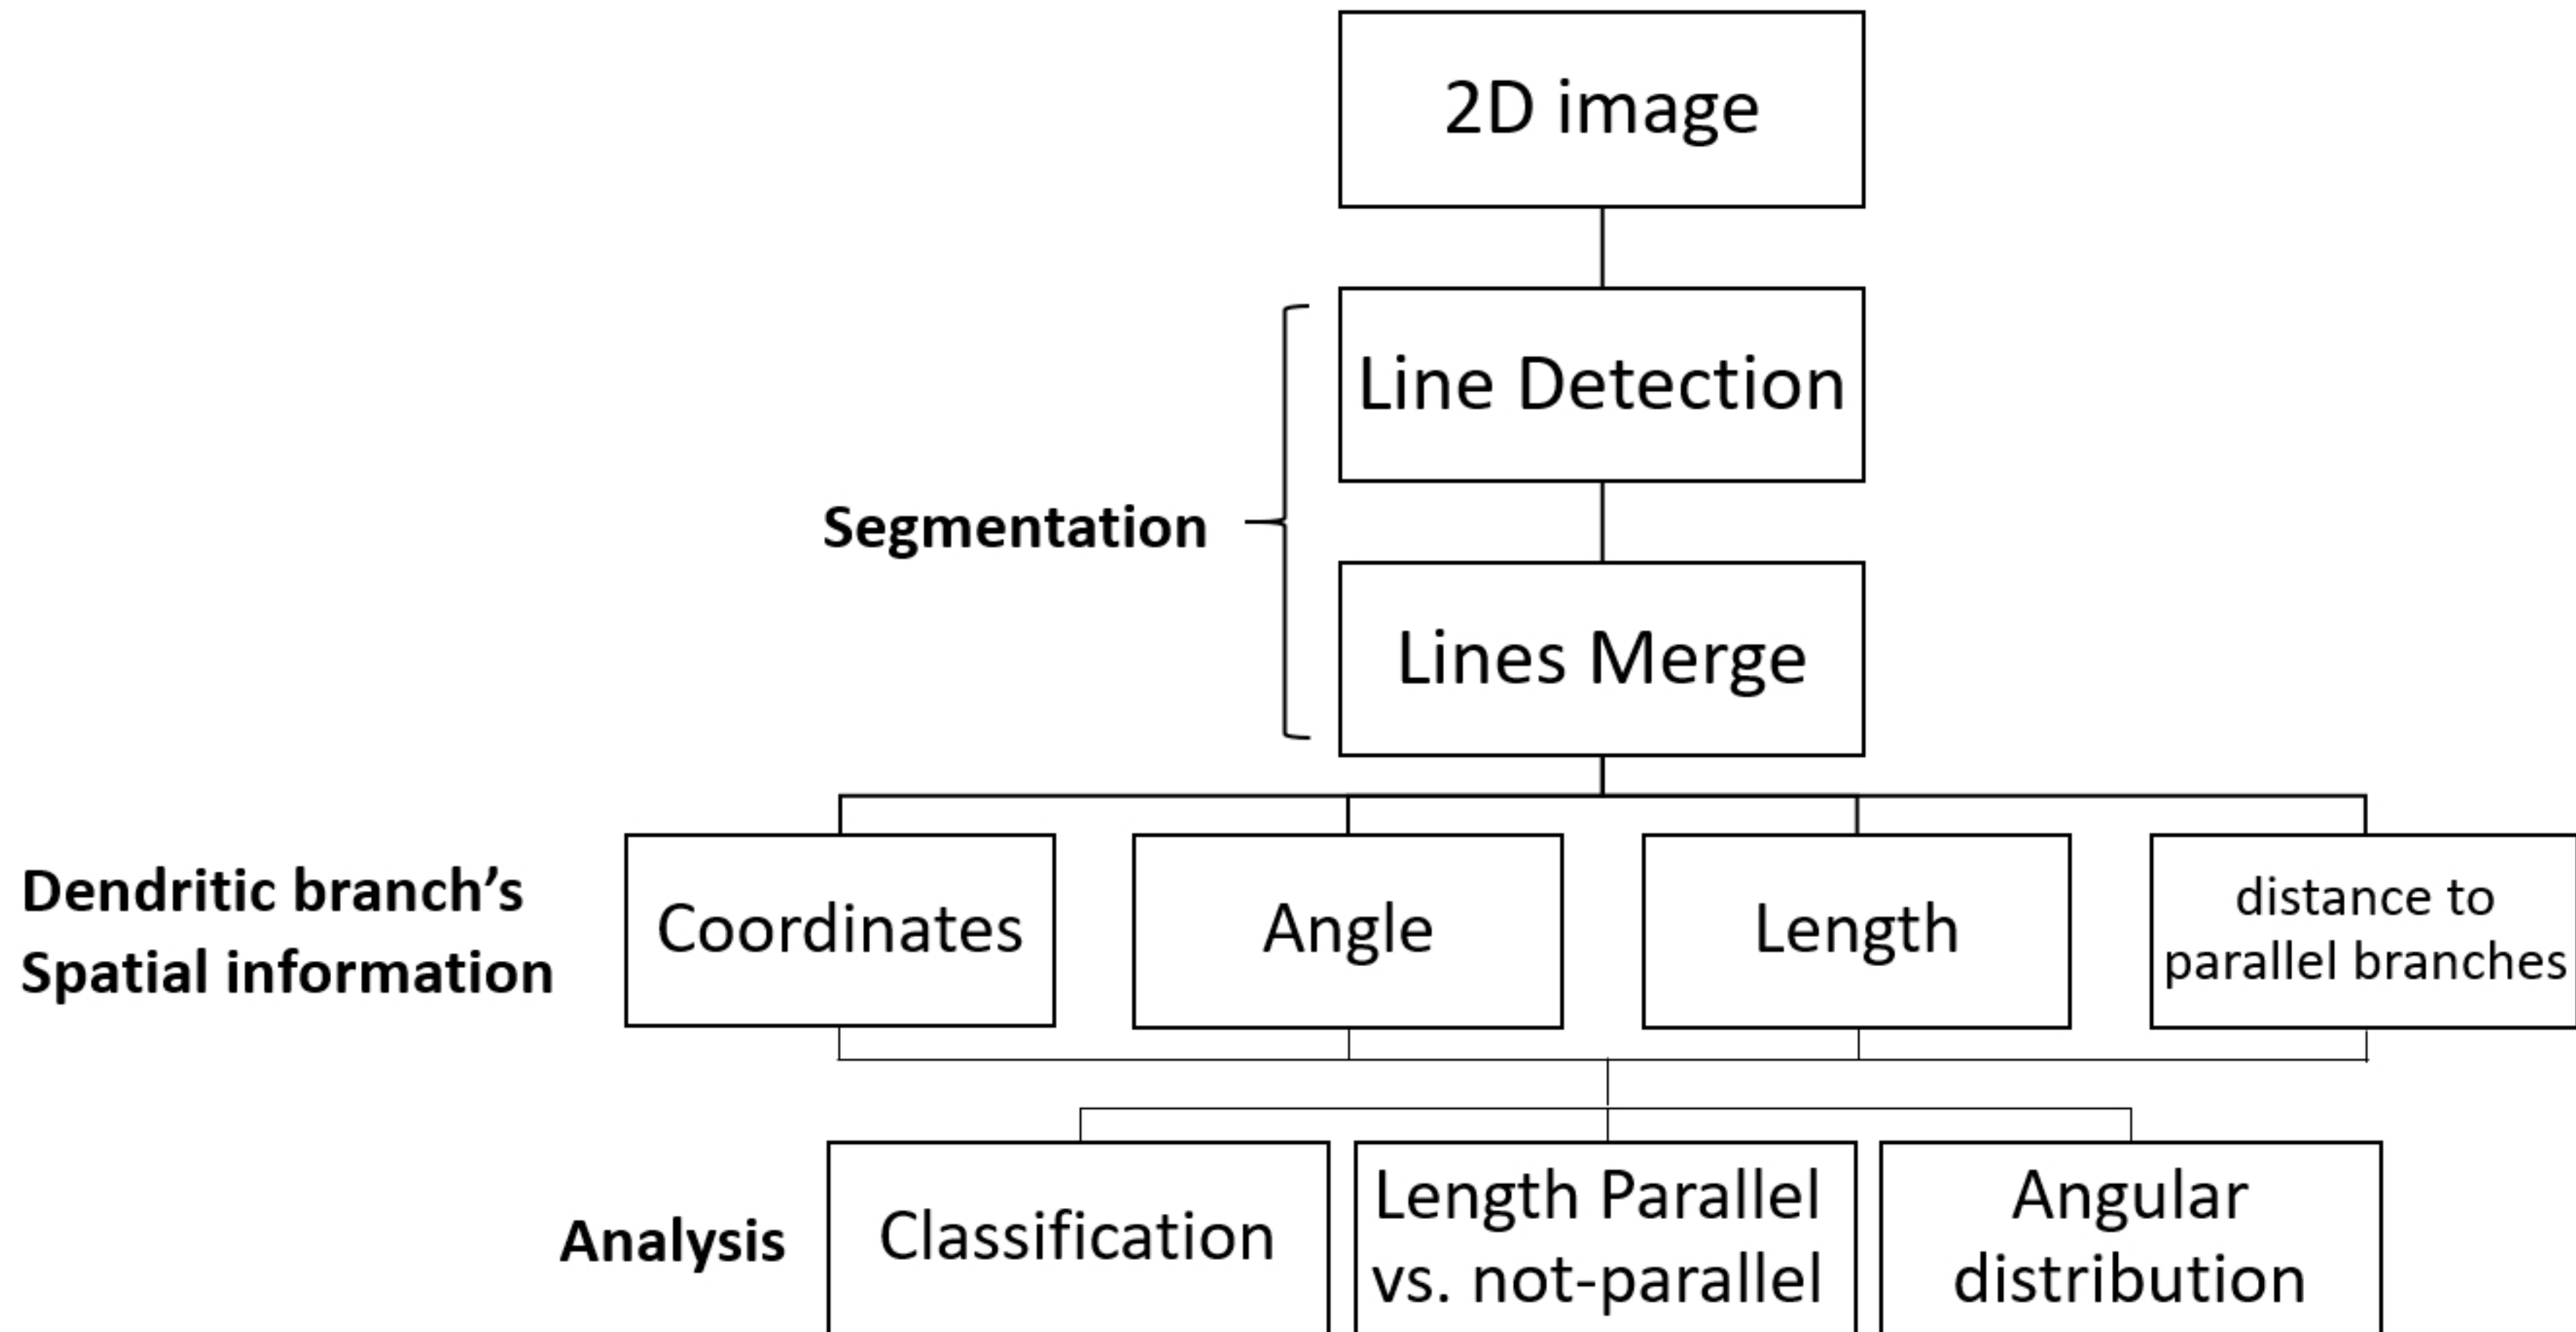 2D image
Line Detection
Segmentation
Lines Merge
Dendritic branch’s
Spatial information
Coordinates
Angle
Length
distance to
parallel branches
Analysis
Classification
Length Parallel
vs. not-parallel
Angular
distribution